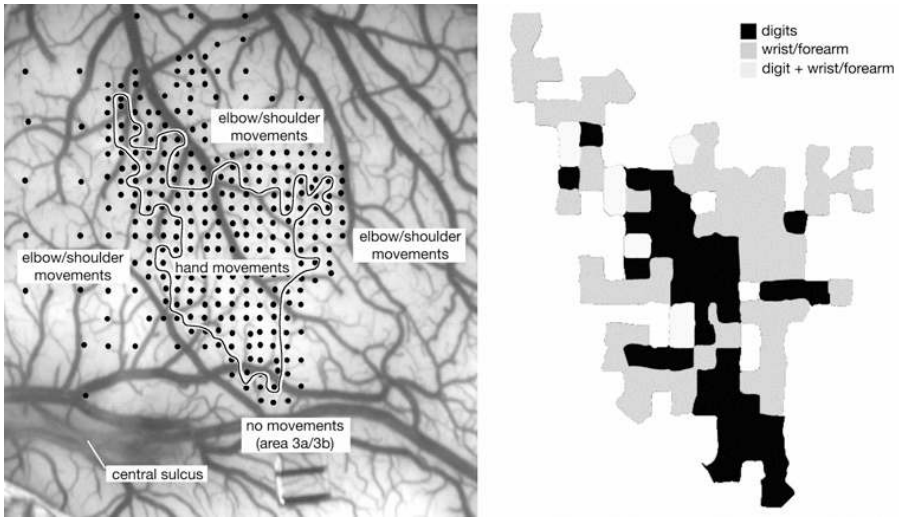 elbow/shoulder
movements
elbow/shoulder
movements
elbow/shoulder
movements
hand movements
no movements
(area 3a/3b)
central sulcus
digits
wrist/forearm
digit + wrist/forearm